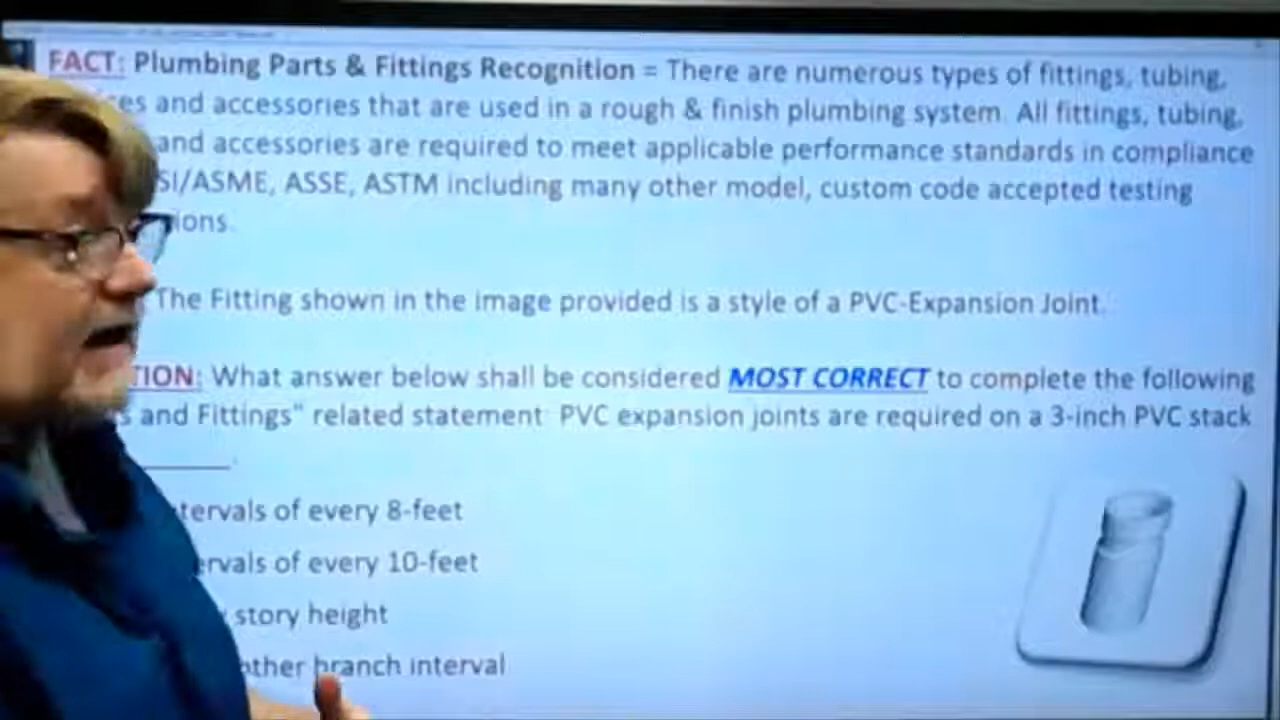 FACT: Plumbing Parts & Fittings Recognition = There are numerous types of fittings, tubing,
es and accessories that are used in a rough & finish plumbing system. All fittings, tubing,
and accessories are required to meet applicable performance standards in compliance
SI/ASME, ASSE, ASTM including many other model, custom code accepted testing
ions.
The Fitting shown in the image provided is a style of a PVC-Expansion Joint.
TION: What answer below shall be considered MOST CORRECT to complete the following
s and Fittings" related statement PVC expansion joints are required on a 3-inch PVC stack
tervals of every 8-feet
ervals of every 10-feet
story height
other branch interval